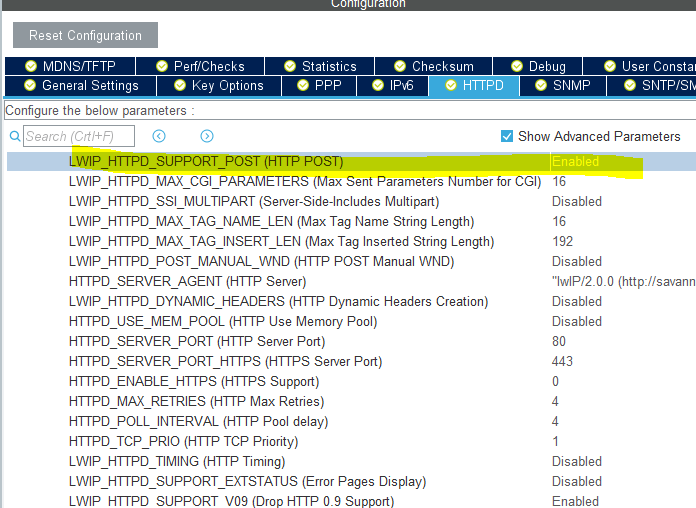 Configuration
Reset Configuration
MDNS/TFTP Perf/Checks Statistics Checksum Debug User Constan
General Settings Key Options PPP IPv6 HTTPD SNMP SNTP/SM
Configure the below parameters :
Search (Crtl+F) Show Advanced Parameters
LWIP_HTTPD_SUPPORT_POST (HTTP POST) Enabled
LWIP_HTTPD_MAX_CGI_PARAMETERS (Max Sent Parameters Number for CGI) 16
LWIP_HTTPD_SSI_MULTIPART (Server-Side-Includes Multipart) Disabled
LWIP_HTTPD_MAX_TAG_NAME_LEN (Max Tag Name String Length) 16
LWIP_HTTPD_MAX_TAG_INSERT_LEN (Max Tag Inserted String Length) 192
LWIP_HTTPD_POST_MANUAL_WND (HTTP POST Manual WND) Disabled
HTTPD_SERVER_AGENT (HTTP Server) "lwIP/2.0.0 (http://savann
LWIP_HTTPD_DYNAMIC_HEADERS (HTTP Dynamic Headers Creation) Disabled
HTTPD_USE_MEM_POOL (HTTP Use Memory Pool) Disabled
HTTPD_SERVER_PORT (HTTP Server Port) 80
HTTPD_SERVER_PORT_HTTPS (HTTPS Server Port) 443
HTTPD_ENABLE_HTTPS (HTTPS Support) 0
HTTPD_MAX_RETRIES (HTTP Max Retries) 4
HTTPD_POLL_INTERVAL (HTTP Pool delay) 4
HTTPD_TCP_PRIO (HTTP TCP Priority) 1
LWIP_HTTPD_TIMING (HTTP Timing) Disabled
LWIP_HTTPD_SUPPORT_EXTSTATUS (Error Pages Display) Disabled
LWIP_HTTPD_SUPPORT_V09 (Drop HTTP 0.9 Support) Enabled